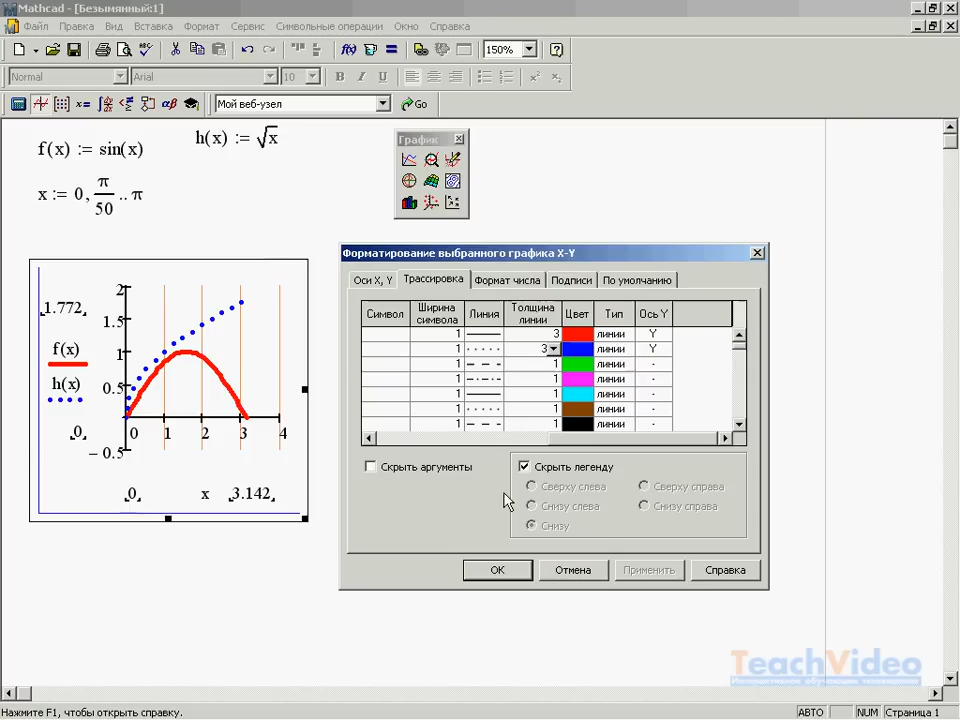 Mathcad - [Безымянный:1]
Файл Правка Вид Вставка Формат Сервис Символьные операции Окно Справка
150%
Normal Arial 10 B I U
Мой веб-узел Go
f(x) := sin(x)
h(x) := √x
x := 0, π/50 .. π
График
1.772
f(x)
h(x)
0
2
1.5
1
0.5
0 1 2 3 4
− 0.5
0 x 3.142
Форматирование выбранного графика X-Y
Оси X, Y Трассировка Формат числа Подписи По умолчанию
Символ Ширина символа Линия Толщина линии Цвет Тип Ось Y
1 3 линии Y
1 3 линии Y
1 1 линии -
1 1 линии -
1 1 линии -
1 1 линии -
1 1 линии -
Скрыть аргументы
Скрыть легенду
Сверху слева Сверху справа
Снизу слева Снизу справа
Снизу
OK Отмена Применить Справка
TeachVideo
Интерактивное обучающее телевидение
Нажмите F1, чтобы открыть справку.
АВТО NUM Страница 1